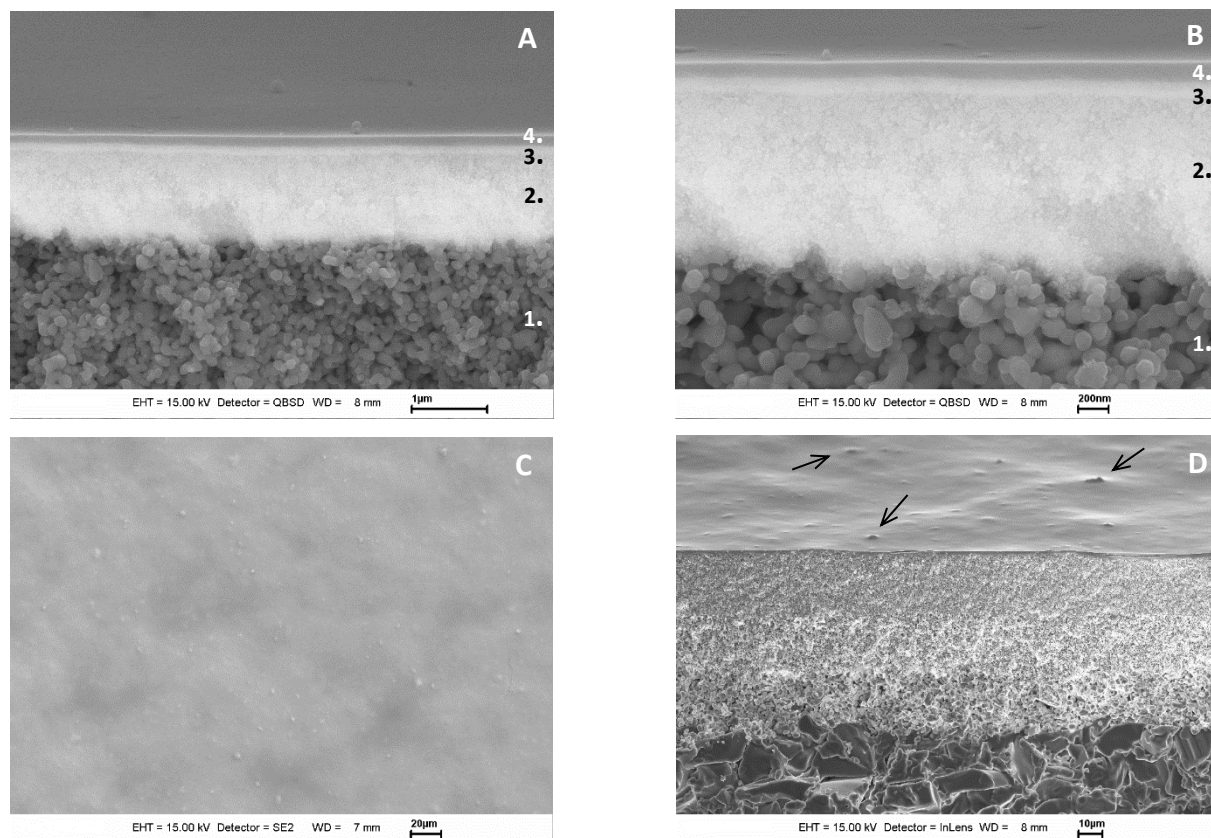 A
4.
3.
2.
1.
EHT = 15.00 kV Detector = QBSD WD = 8 mm 1µm
B
4.
3.
2.
1.
EHT = 15.00 kV Detector = QBSD WD = 8 mm 200nm
C
EHT = 15.00 kV Detector = SE2 WD = 7 mm 20µm
D
EHT = 15.00 kV Detector = InLens WD = 8 mm 10µm